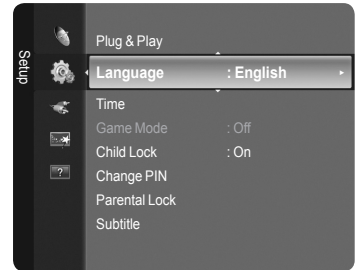 Setup
Plug & Play
Language : English
Time
Game Mode : Off
Child Lock : On
Change PIN
Parental Lock
Subtitle
?